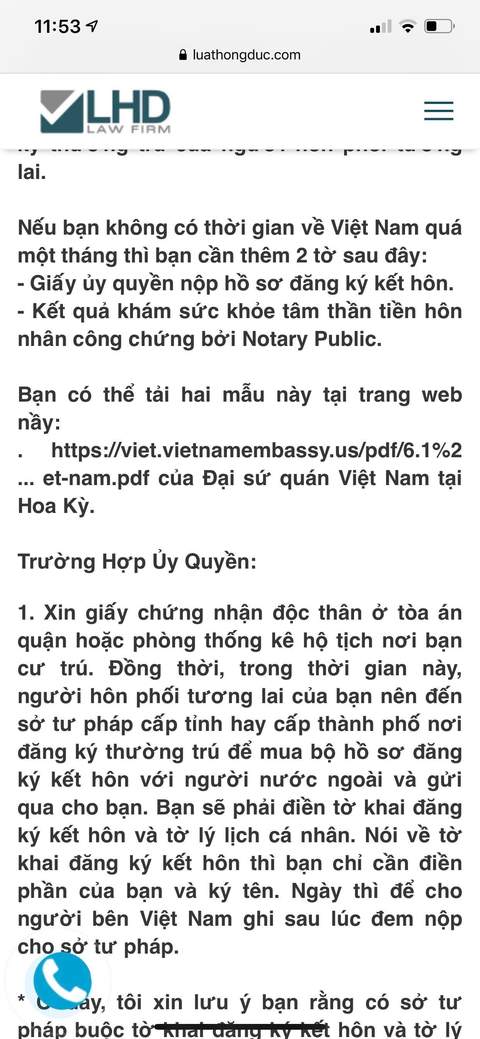 11:53
luathongduc.com
LHD
LAW FIRM
lai.
Nếu bạn không có thời gian về Việt Nam quá
một tháng thì bạn cần thêm 2 tờ sau đây:
- Giấy ủy quyền nộp hồ sơ đăng ký kết hôn.
- Kết quả khám sức khỏe tâm thần tiền hôn
nhân công chứng bởi Notary Public.
Bạn có thể tải hai mẫu này tại trang web
nầy:
. https://viet.vietnamembassy.us/pdf/6.1%2
... et-nam.pdf của Đại sứ quán Việt Nam tại
Hoa Kỳ.
Trường Hợp Ủy Quyền:
1. Xin giấy chứng nhận độc thân ở tòa án
quận hoặc phòng thống kê hộ tịch nơi bạn
cư trú. Đồng thời, trong thời gian này,
người hôn phối tương lai của bạn nên đến
sở tư pháp cấp tỉnh hay cấp thành phố nơi
đăng ký thường trú để mua bộ hồ sơ đăng
ký kết hôn với người nước ngoài và gửi
qua cho bạn. Bạn sẽ phải điền tờ khai đăng
ký kết hôn và tờ lý lịch cá nhân. Nói về tờ
khai đăng ký kết hôn thì bạn chỉ cần điền
phần của bạn và ký tên. Ngày thì để cho
người bên Việt Nam ghi sau lúc đem nộp
cho sở tư pháp.
* tôi xin lưu ý bạn rằng có sở tư
pháp buộc tờ khai đăng ký kết hôn và tờ lý